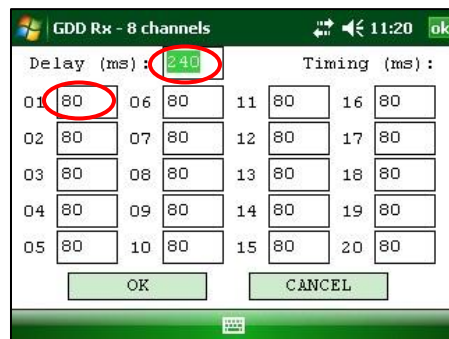 GDD Rx - 8 channels 11:20 ok
Delay (ms): 240 Timing (ms):
01 80 06 80 11 80 16 80
02 80 07 80 12 80 17 80
03 80 08 80 13 80 18 80
04 80 09 80 14 80 19 80
05 80 10 80 15 80 20 80
OK CANCEL